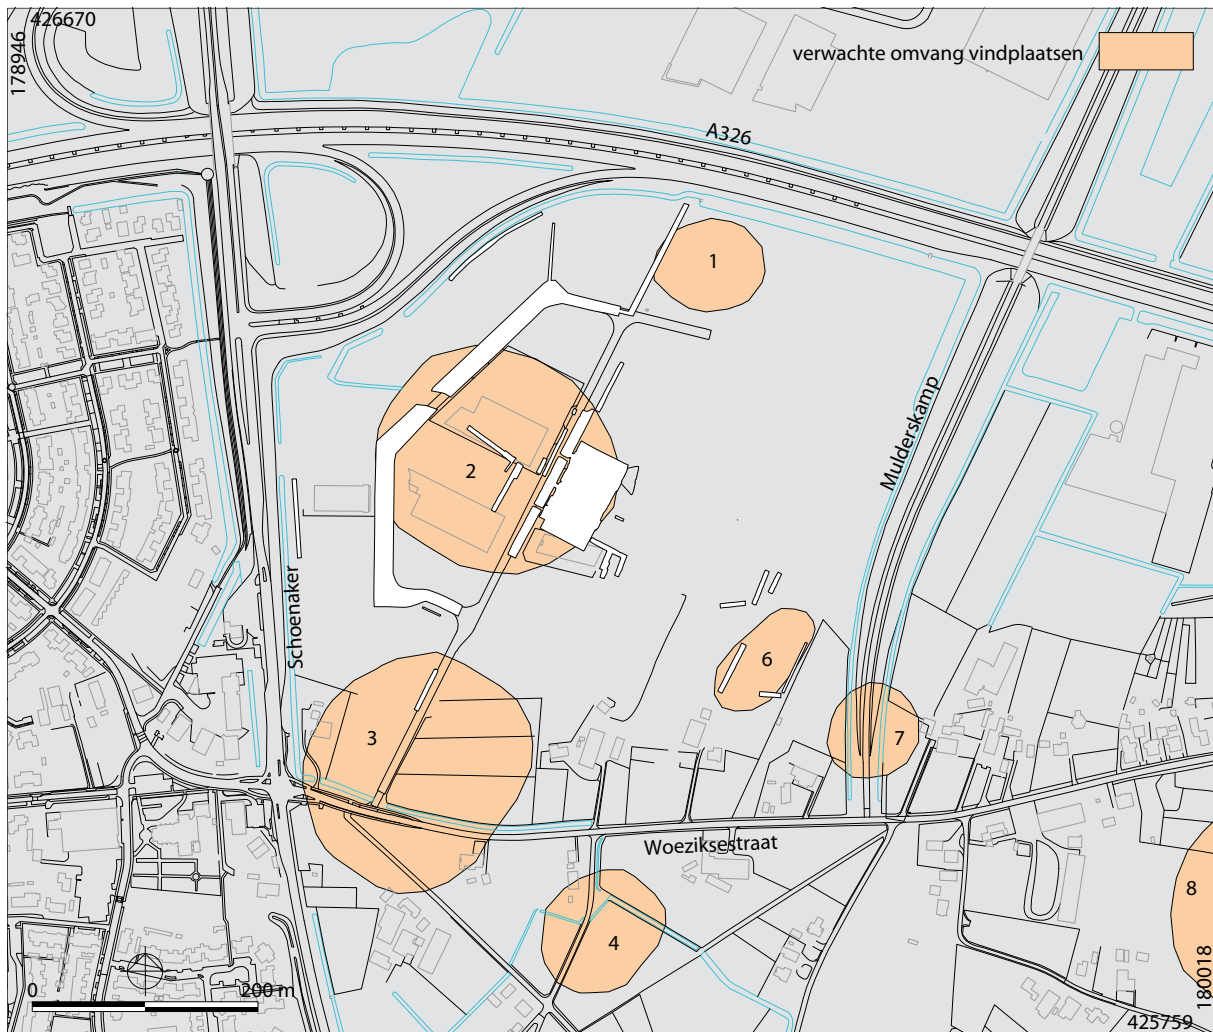 426670
178946
verwachte omvang vindplaatsen
A326
1
2
Mulderskamp
Schoenaker
6
3
7
Woeziksestraat
8
4
0
200 m
180018
425759